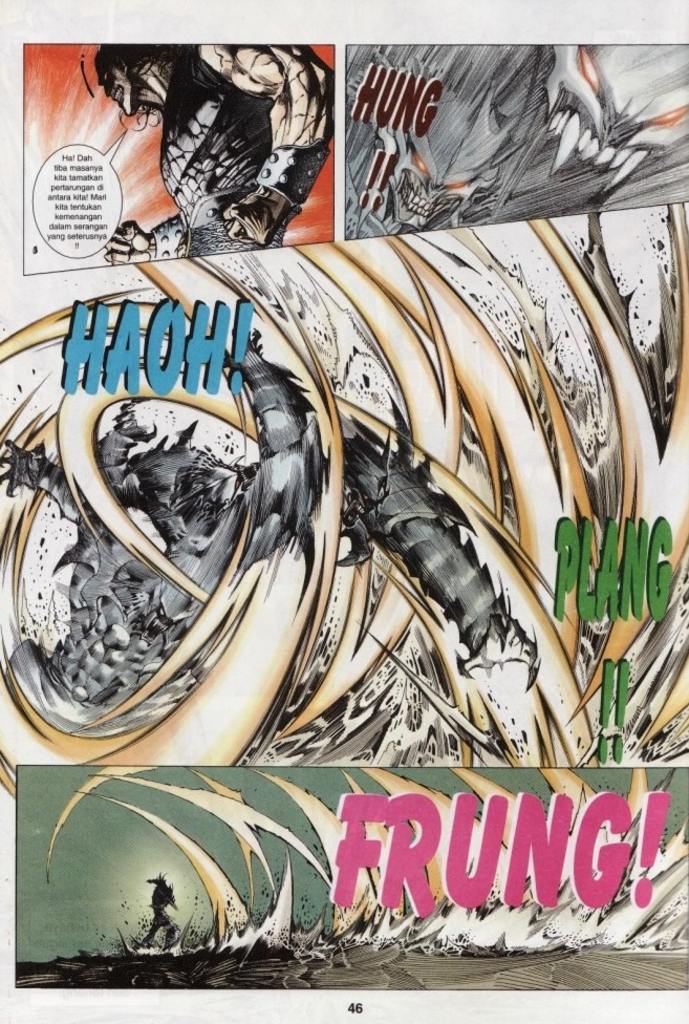 Ha! Dah
tiba masanya
kita tamatkan
pertarungan di
antara kita! Mari
kita tentukan
kemenangan
dalam serangan
yang seterusnya
!!
HUNG
!!
HAOH!
PLANG
!!
FRUNG!
46